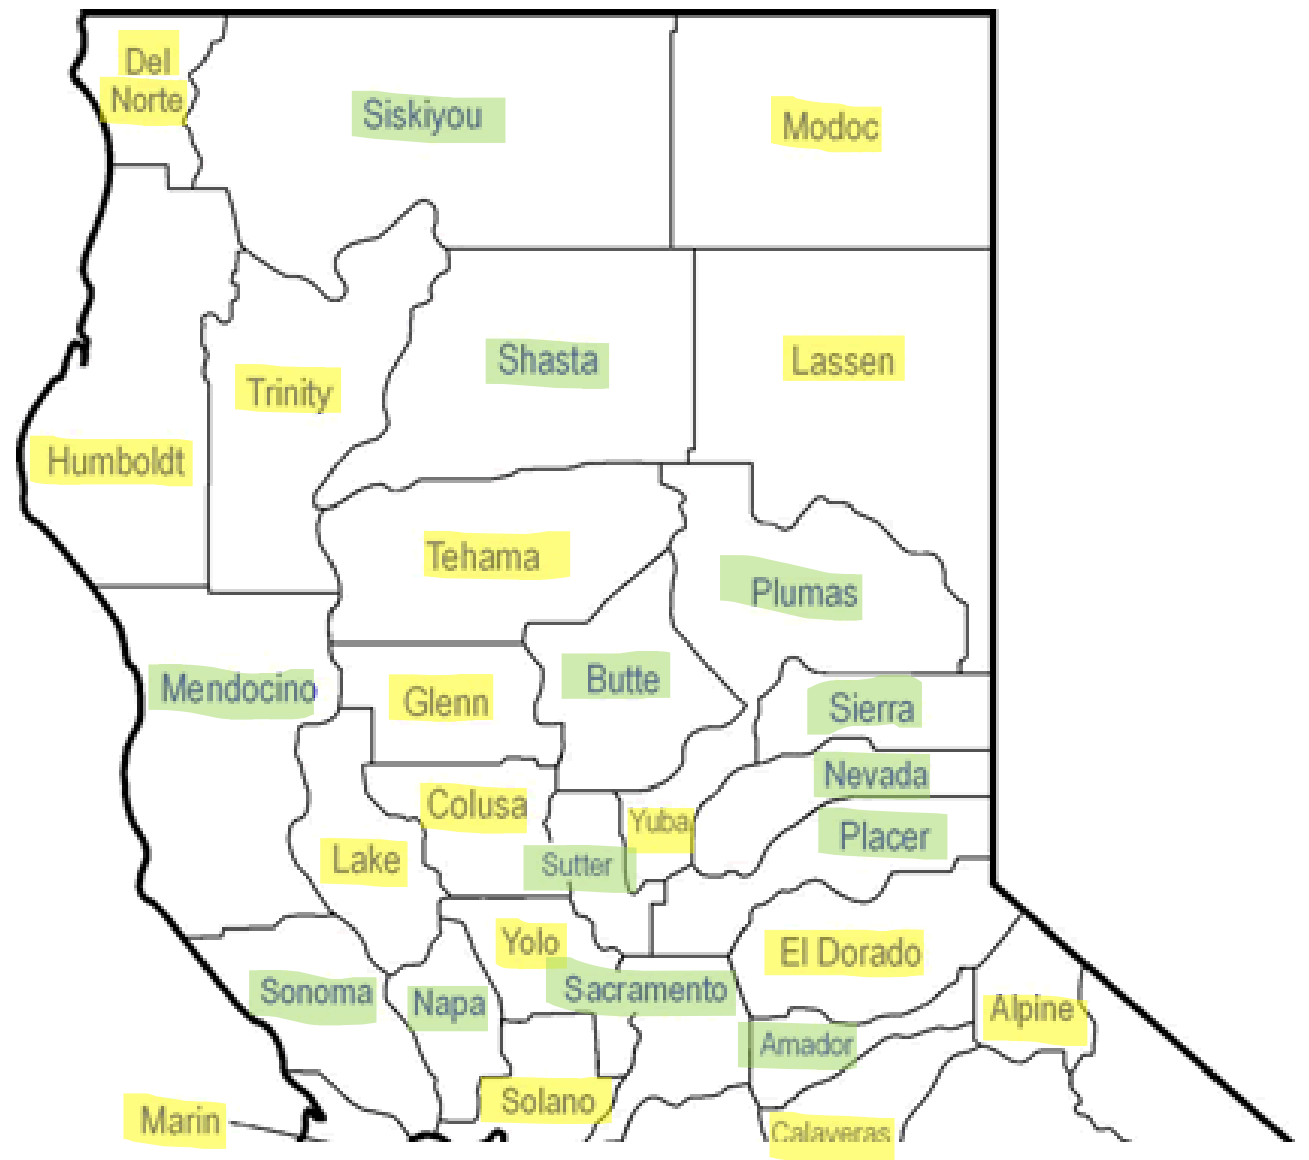 Del
Norte
Siskiyou
Modoc
Shasta
Lassen
Trinity
Humboldt
Tehama
Plumas
Mendocino
Glenn
Butte
Sierra
Nevada
Colusa
Yuba
Placer
Lake
Sutter
Yolo
El Dorado
Sonoma
Napa
Sacramento
Alpine
Amador
Solano
Marin
Calaveras